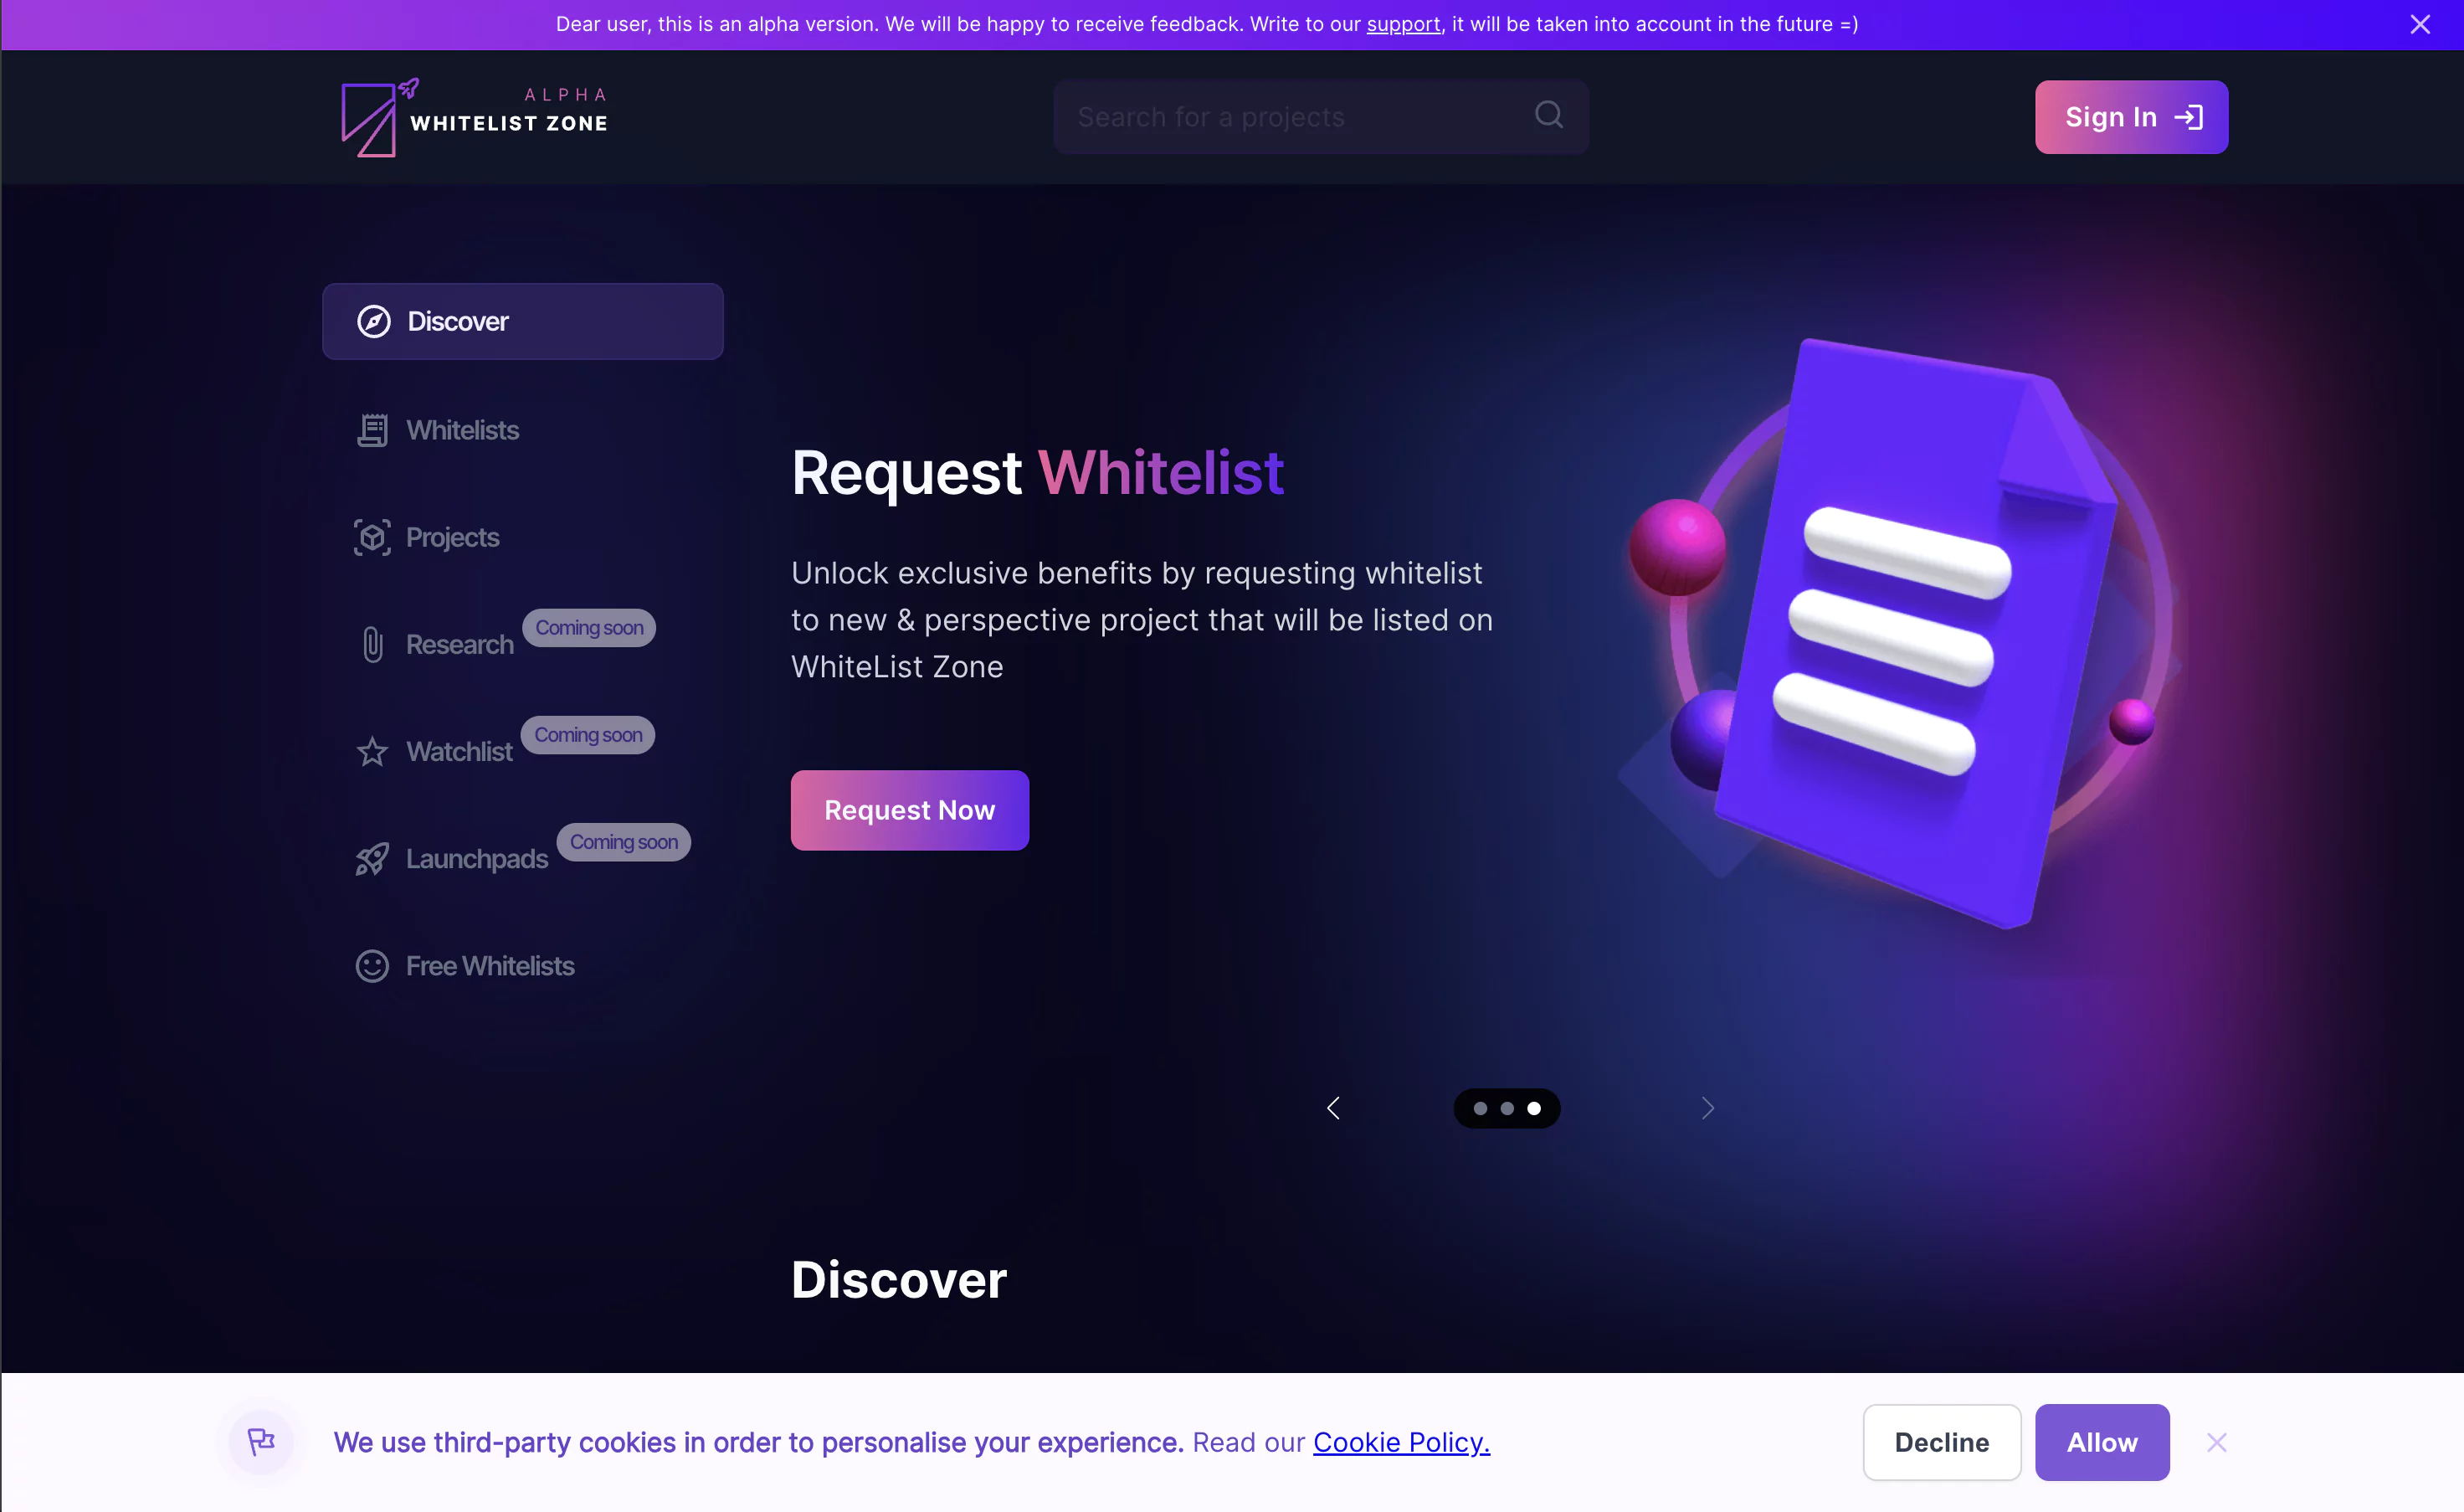 Dear user, this is an alpha version. We will be happy to receive feedback. Write to our support, it will be taken into account in the future =)
ALPHA
WHITELIST ZONE
Search for a projects
Sign In
Discover
Whitelists
Projects
Research
Coming soon
Watchlist
Coming soon
Launchpads
Coming soon
Free Whitelists
Request Whitelist
Unlock exclusive benefits by requesting whitelist
to new & perspective project that will be listed on
WhiteList Zone
Request Now
Discover
We use third-party cookies in order to personalise your experience. Read our Cookie Policy.
Decline
Allow